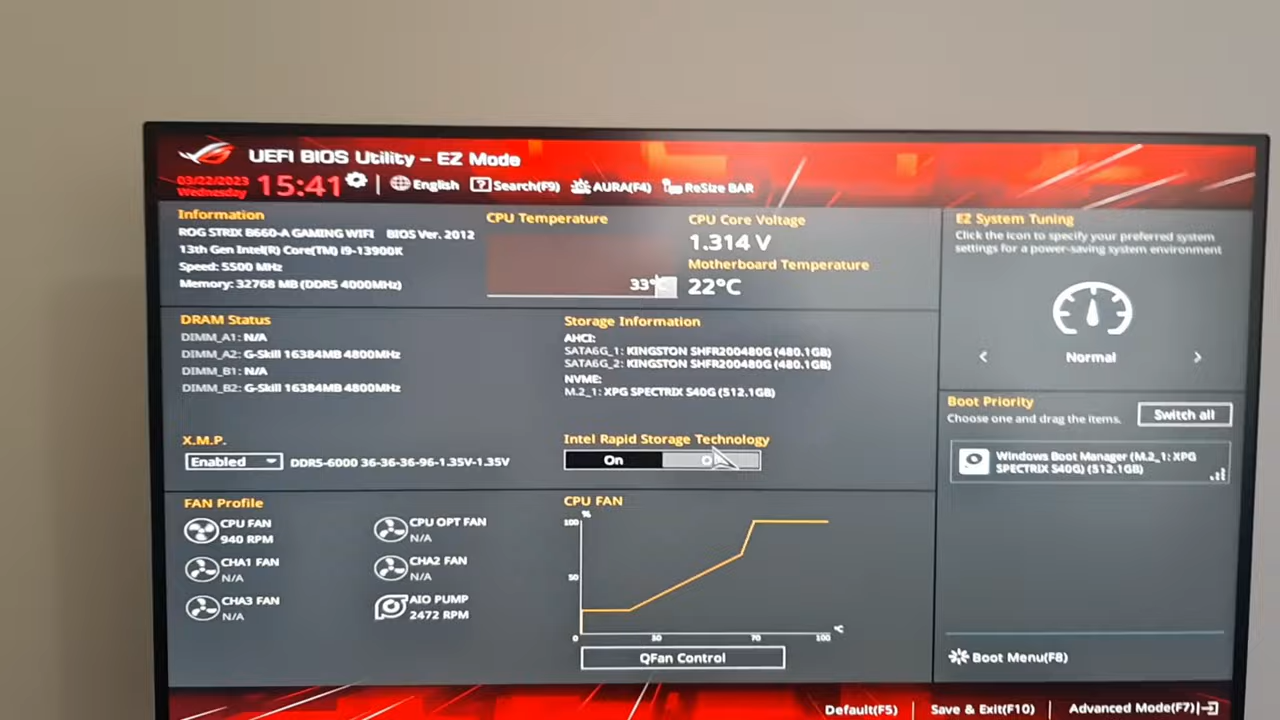 UEFI BIOS Utility – EZ Mode
03/22/2023
Wednesday
15:41
English
Search(F9)
AURA(F4)
ReSize BAR
Information
ROG STRIX B660-A GAMING WIFI BIOS Ver. 2012
13th Gen Intel(R) Core(TM) i9-13900K
Speed: 5500 MHz
Memory: 32768 MB (DDR5 4000MHz)
CPU Temperature
33°C
CPU Core Voltage
1.314 V
Motherboard Temperature
22°C
EZ System Tuning
Click the icon to specify your preferred system
settings for a power-saving system environment
Normal
DRAM Status
DIMM_A1: N/A
DIMM_A2: G-Skill 16384MB 4800MHz
DIMM_B1: N/A
DIMM_B2: G-Skill 16384MB 4800MHz
Storage Information
AHCI:
SATA6G_1: KINGSTON SHFR200480G (480.1GB)
SATA6G_2: KINGSTON SHFR200480G (480.1GB)
NVME:
M.2_1: XPG SPECTRIX S40G (512.1GB)
X.M.P.
Enabled
DDR5-6000 36-36-36-96-1.35V-1.35V
Intel Rapid Storage Technology
On
Boot Priority
Choose one and drag the items.
Switch all
Windows Boot Manager (M.2_1: XPG
SPECTRIX S40G) (512.1GB)
FAN Profile
CPU FAN
940 RPM
CPU OPT FAN
N/A
CHA1 FAN
N/A
CHA2 FAN
N/A
CHA3 FAN
N/A
AIO PUMP
2472 RPM
CPU FAN
%
100
50
0
30
70
100
°C
QFan Control
Boot Menu(F8)
Default(F5)
Save & Exit(F10)
Advanced Mode(F7)